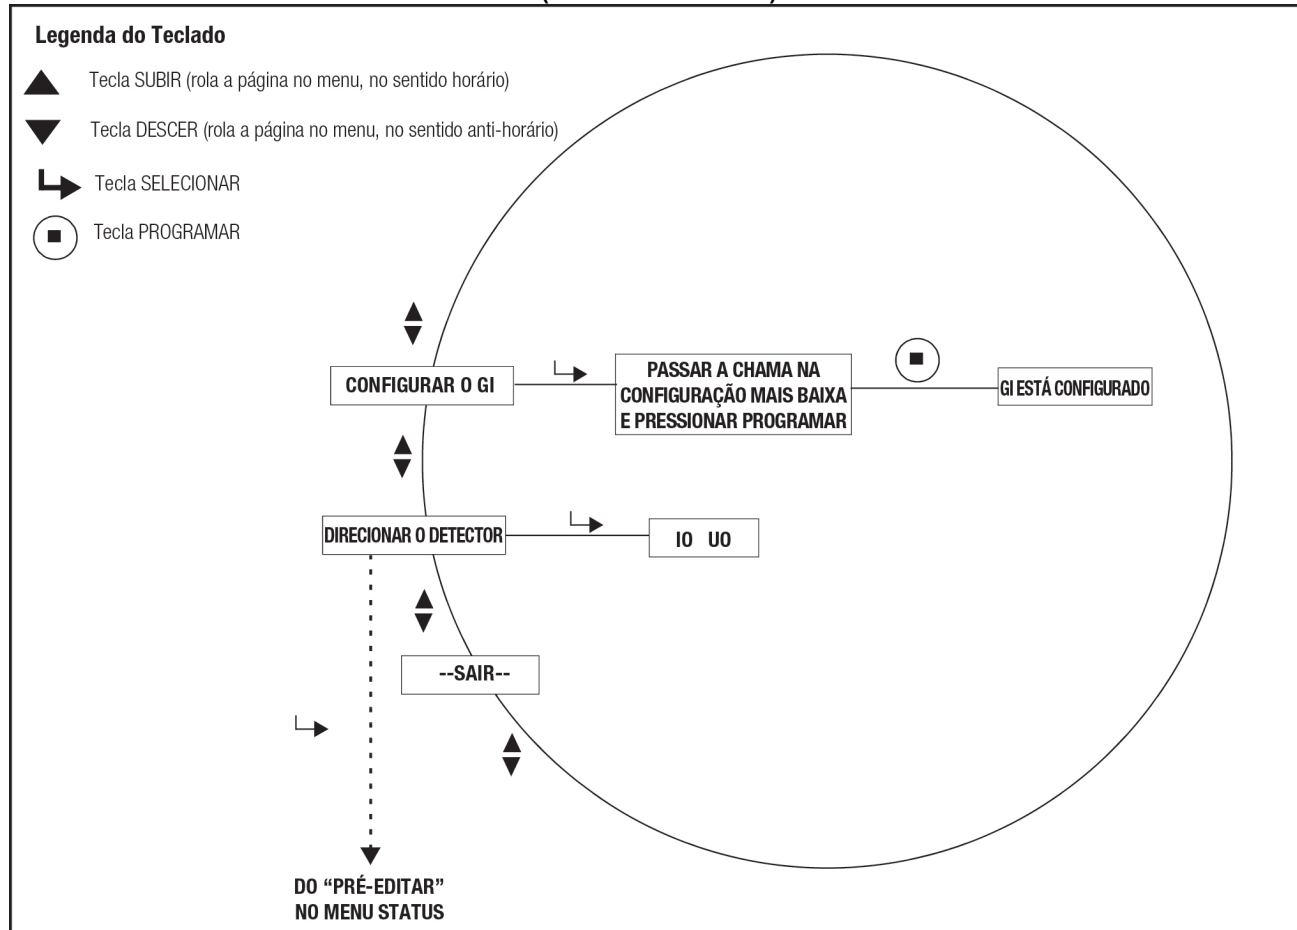 Legenda do Teclado
Tecla SUBIR (rola a página no menu, no sentido horário)
Tecla DESCER (rola a página no menu, no sentido anti-horário)
Tecla SELECIONAR
Tecla PROGRAMAR
CONFIGURAR O GI
PASSAR A CHAMA NA
CONFIGURAÇÃO MAIS BAIXA
E PRESSIONAR PROGRAMAR
GI ESTÁ CONFIGURADO
DIRECIONAR O DETECTOR
IO UO
--SAIR--
DO “PRÉ-EDITAR”
NO MENU STATUS